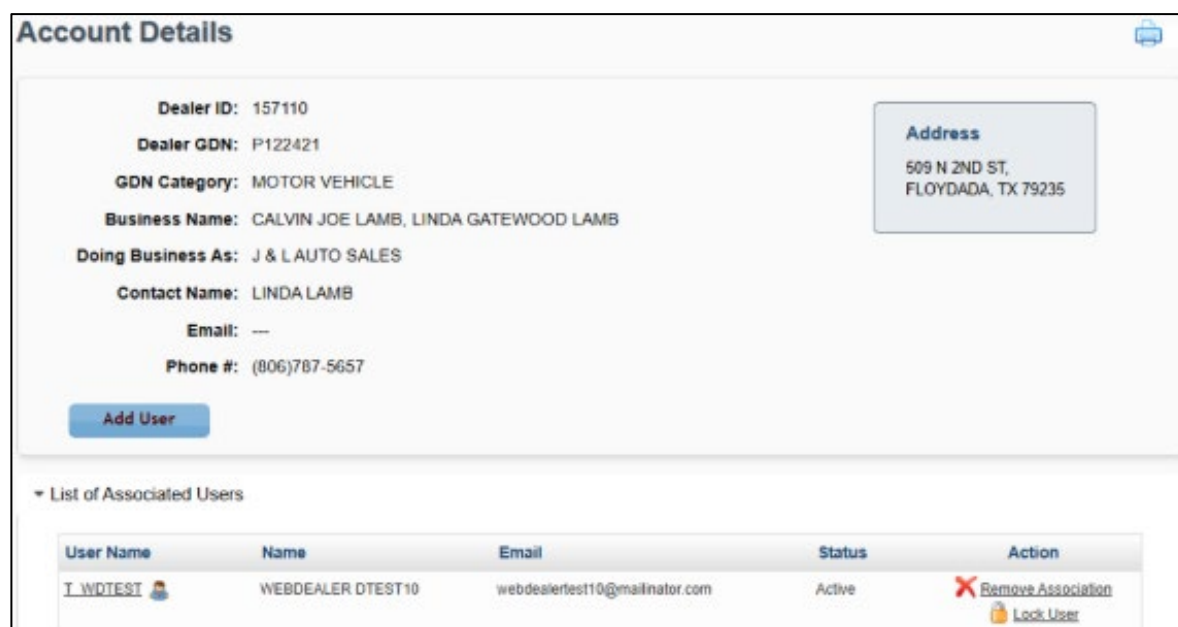 Account Details
Dealer ID: 157110
Dealer GDN: P122421
GDN Category: MOTOR VEHICLE
Business Name: CALVIN JOE LAMB, LINDA GATEWOOD LAMB
Doing Business As: J & L AUTO SALES
Contact Name: LINDA LAMB
Email: ---
Phone #: (806)787-5657
Address
509 N 2ND ST,
FLOYDADA, TX 79235
Add User
List of Associated Users
User Name Name Email Status Action
T_WDTEST WEBDEALER DTEST10 webdealertest10@mailinator.com Active Remove Association
Lock User